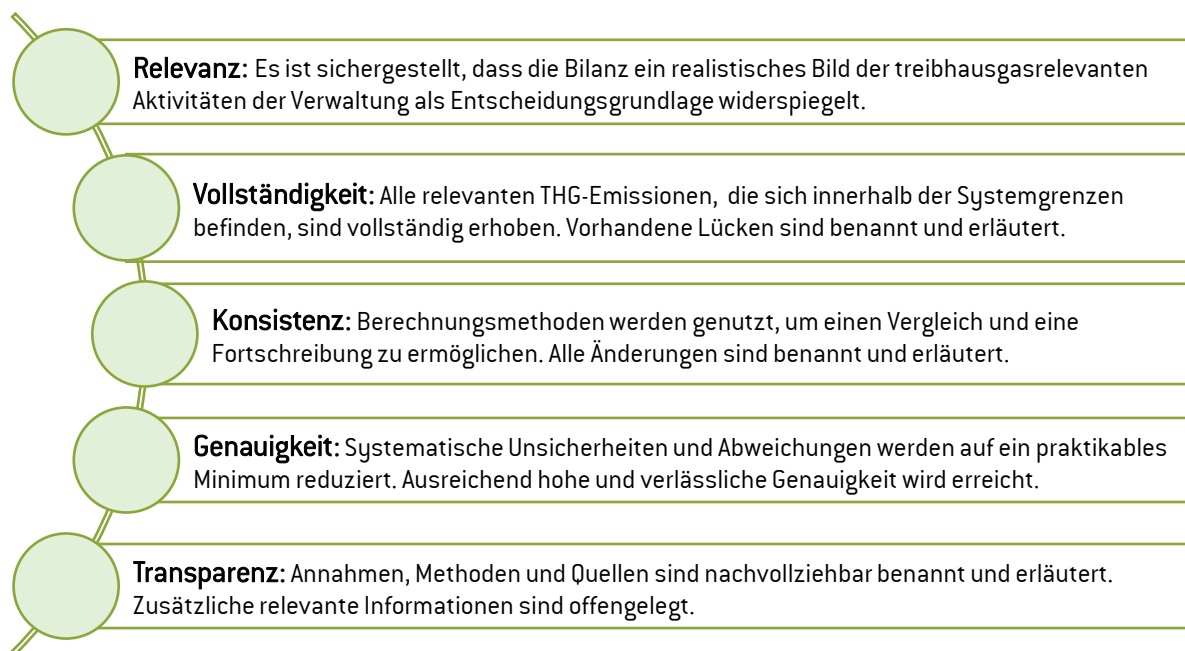 Relevanz: Es ist sichergestellt, dass die Bilanz ein realistisches Bild der treibhausgasrelevanten
Aktivitäten der Verwaltung als Entscheidungsgrundlage widerspiegelt.
Vollständigkeit: Alle relevanten THG-Emissionen, die sich innerhalb der Systemgrenzen
befinden, sind vollständig erhoben. Vorhandene Lücken sind benannt und erläutert.
Konsistenz: Berechnungsmethoden werden genutzt, um einen Vergleich und eine
Fortschreibung zu ermöglichen. Alle Änderungen sind benannt und erläutert.
Genauigkeit: Systematische Unsicherheiten und Abweichungen werden auf ein praktikables
Minimum reduziert. Ausreichend hohe und verlässliche Genauigkeit wird erreicht.
Transparenz: Annahmen, Methoden und Quellen sind nachvollziehbar benannt und erläutert.
Zusätzliche relevante Informationen sind offengelegt.